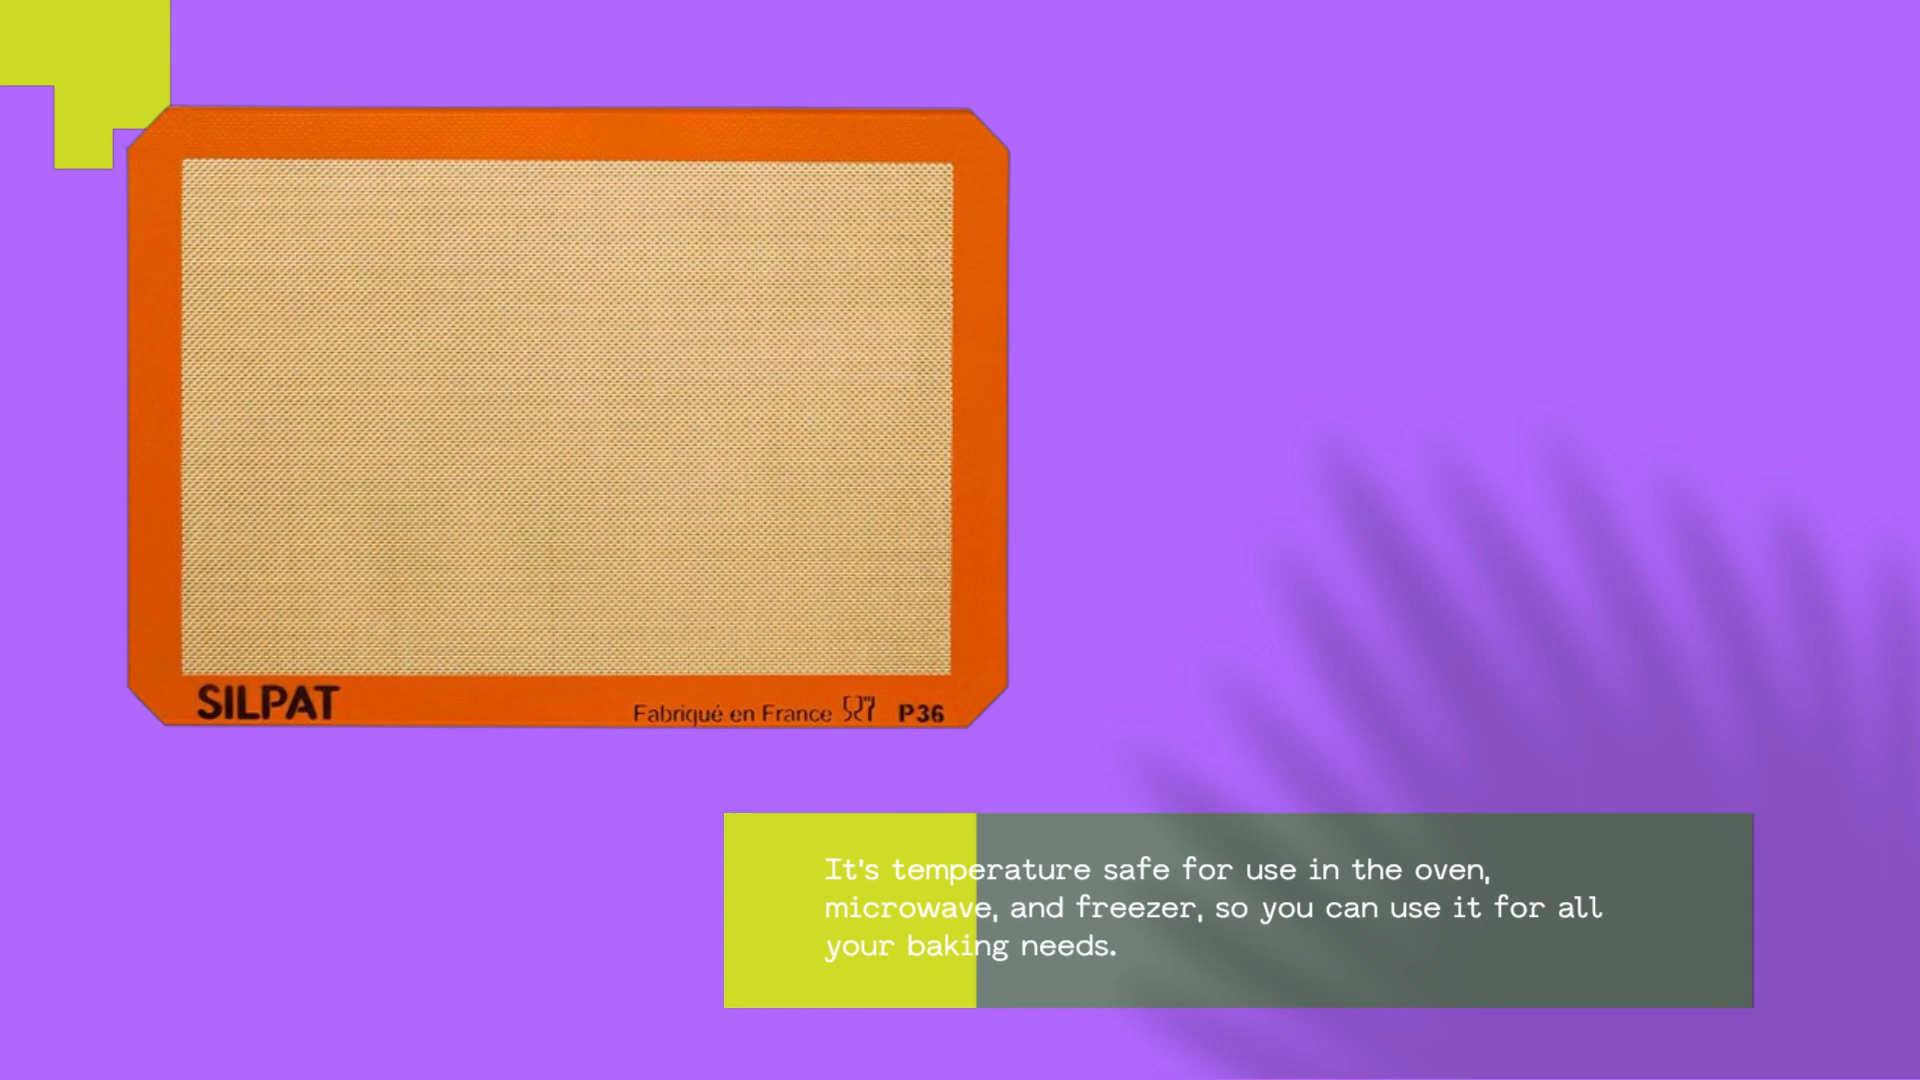 SILPAT
Fabriqué en France P36
It's temperature safe for use in the oven,
microwave, and freezer, so you can use it for all
your baking needs.